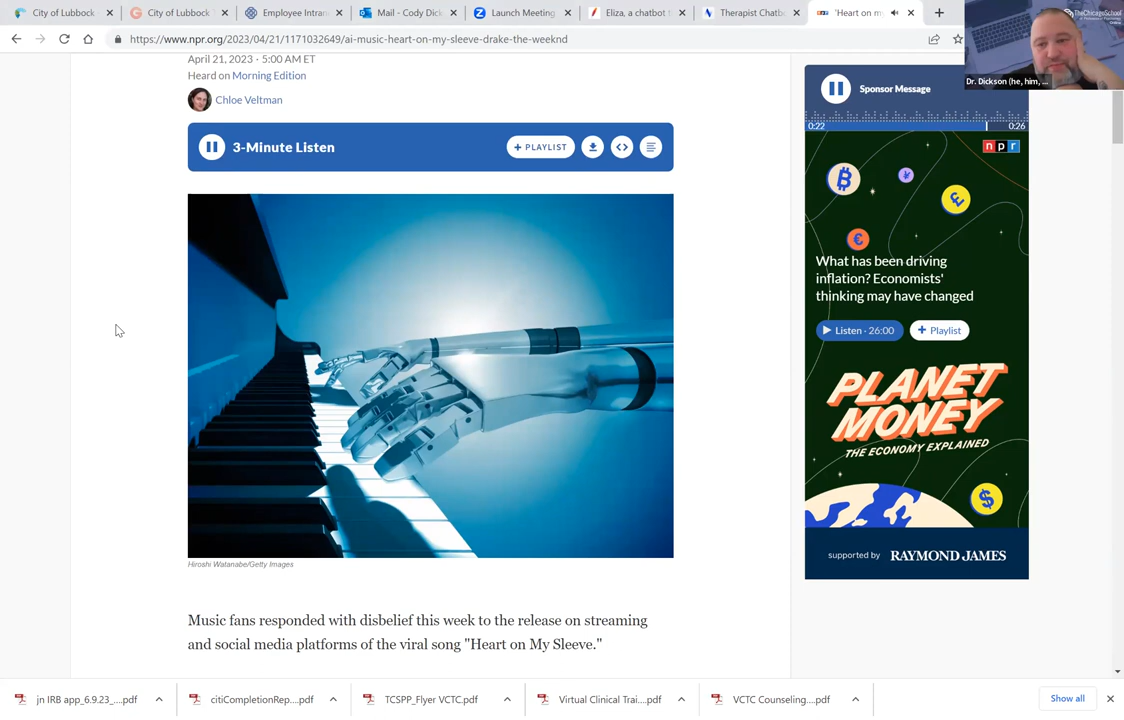 City of Lubbock
City of Lubbock
Employee Intran
Mail - Cody Dick
Launch Meeting
Eliza, a chatbot t
Therapist Chatb
'Heart on m
https://www.npr.org/2023/04/21/1171032649/ai-music-heart-on-my-sleeve-drake-the-weeknd
TheChicagoSchool
Dr. Dickson (he, him, ...
April 21, 2023 · 5:00 AM ET
Heard on Morning Edition
Chloe Veltman
3-Minute Listen
+ PLAYLIST
Hiroshi Watanabe/Getty Images
Music fans responded with disbelief this week to the release on streaming
and social media platforms of the viral song "Heart on My Sleeve."
Sponsor Message
0:22
0:26
npr
What has been driving
inflation? Economists'
thinking may have changed
Listen · 26:00
+ Playlist
PLANET
MONEY
THE ECONOMY EXPLAINED
supported by RAYMOND JAMES
jn IRB app_6.9.23_....pdf
citiCompletionRep....pdf
TCSPP_Flyer VCTC.pdf
Virtual Clinical Trai....pdf
VCTC Counseling....pdf
Show all